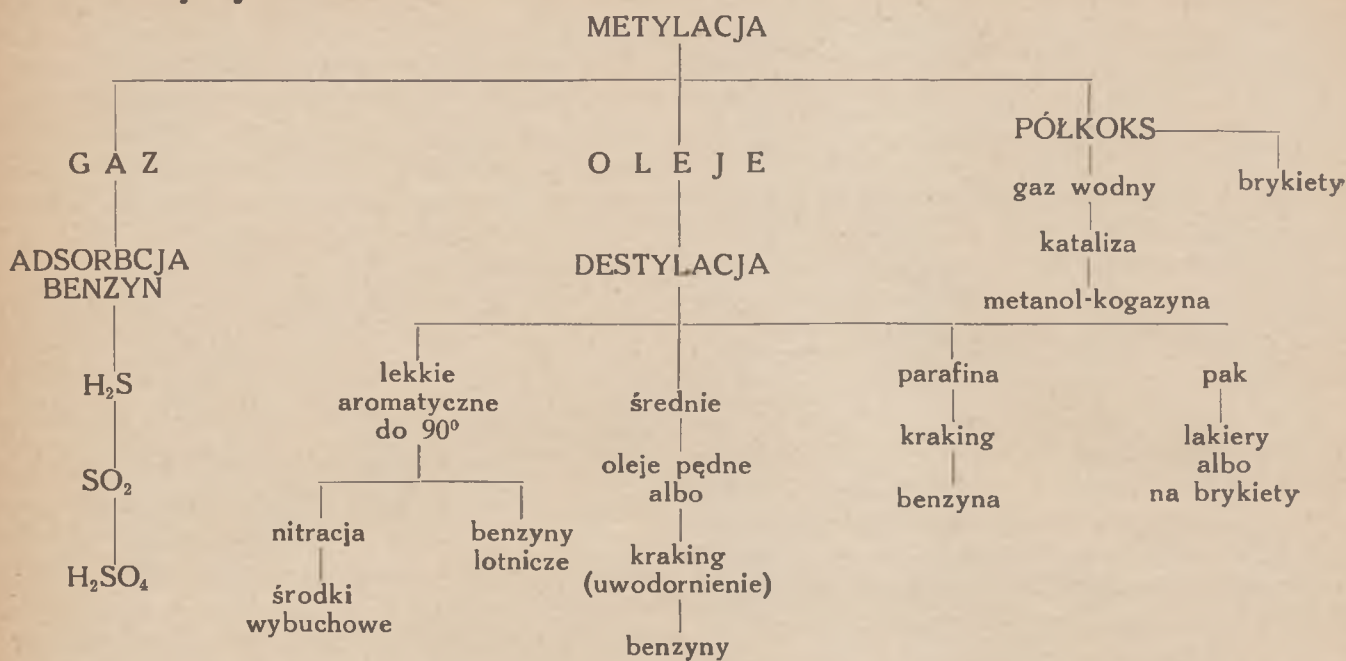 METYLACJA
GAZ
ADSORBCJA
BENZYN
H₂S
SO₂
H₂SO₄
OLEJE
DESTYLACJA
lekkie
aromatyczne
do 90⁰
nitracja
środki
wybuchowe
benzyny
lotnicze
średnie
oleje pędne
albo
kraking
(uwodornienie)
benzyny
parafina
kraking
benzyna
pak
lakiery
albo
na brykiety
PÓŁKOKS
gaz wodny
kataliza
metanol-kogazyna
brykiety